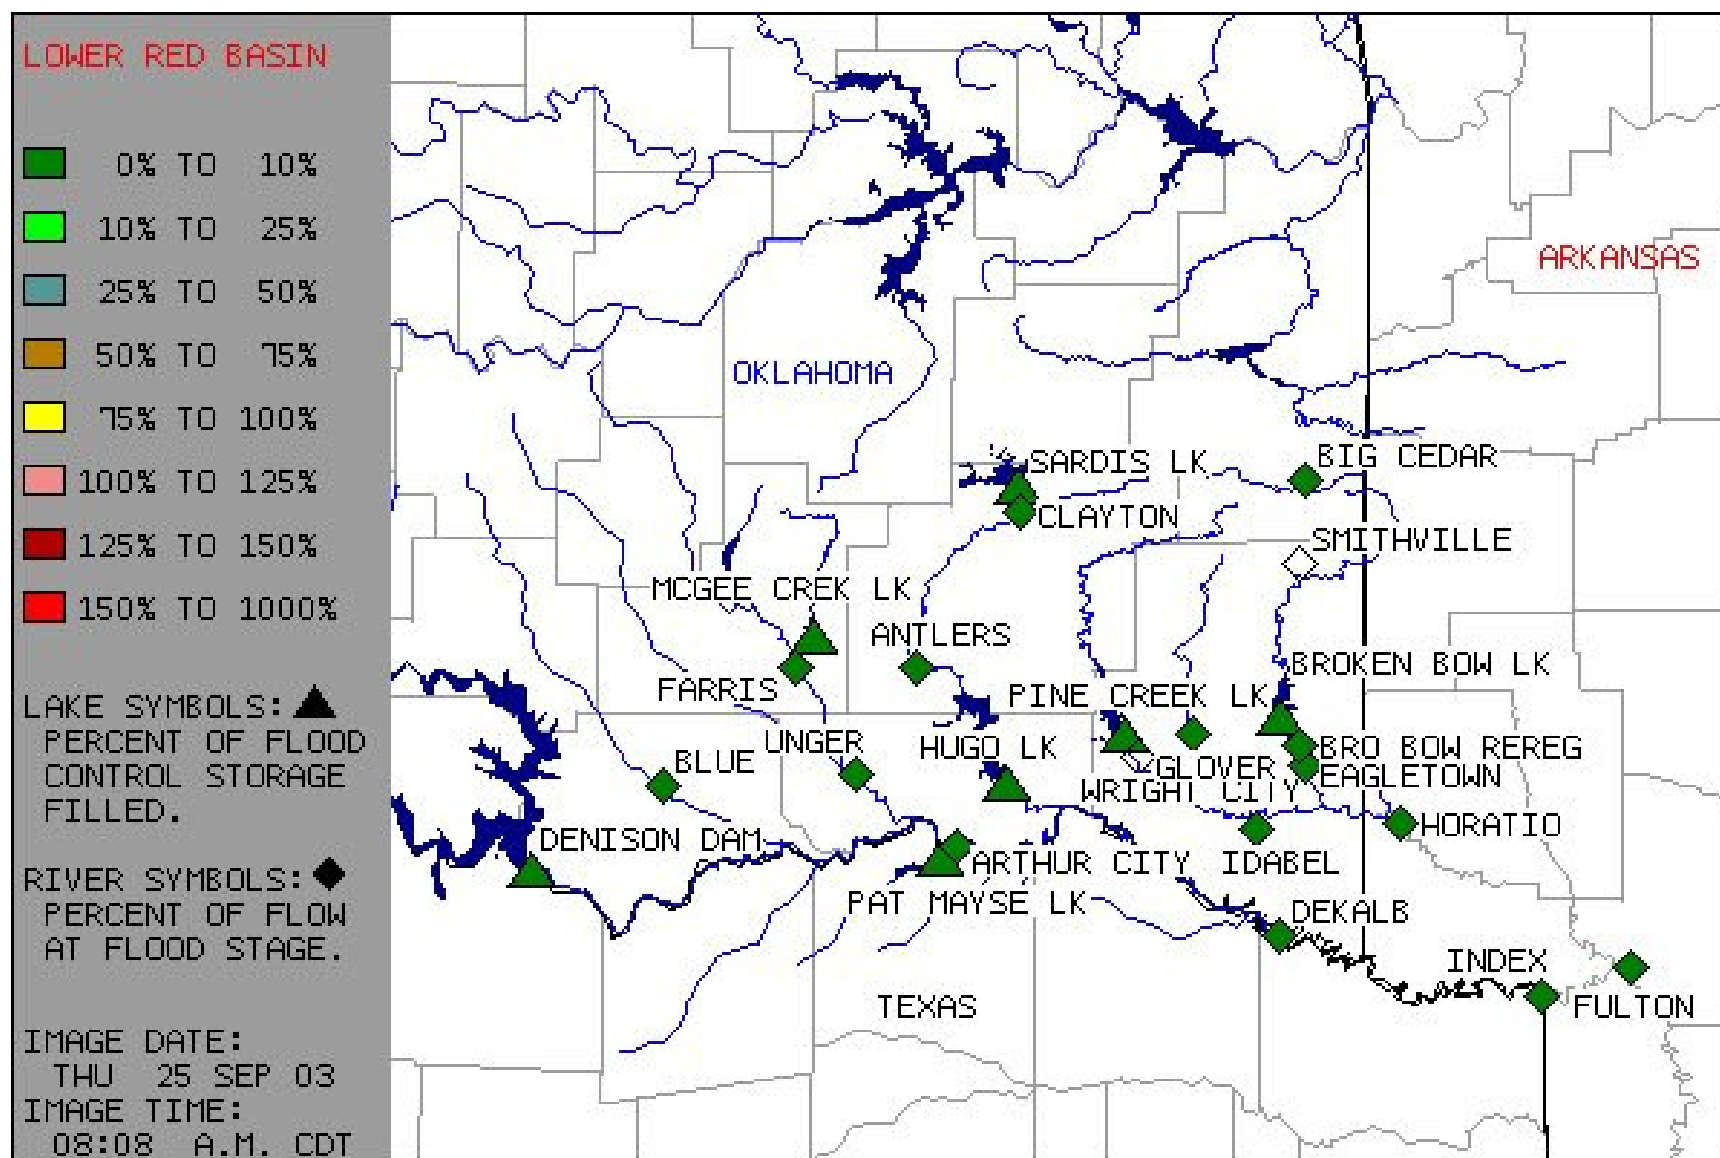 LOWER RED BASIN
0% TO 10%
10% TO 25%
25% TO 50%
50% TO 75%
75% TO 100%
100% TO 125%
125% TO 150%
150% TO 1000%
LAKE SYMBOLS:
PERCENT OF FLOOD
CONTROL STORAGE
FILLED.
RIVER SYMBOLS:
PERCENT OF FLOW
AT FLOOD STAGE.
IMAGE DATE:
THU 25 SEP 03
IMAGE TIME:
08:08 A.M. CDT
ARKANSAS
OKLAHOMA
SARDIS LK
BIG CEDAR
CLAYTON
SMITHVILLE
MCGEE CREK LK
ANTLERS
BROKEN BOW LK
FARRIS
PINE CREEK LK
UNGER
HUGO LK
BRO BOW REREG
BLUE
GLOVER
EAGLETOWN
WRIGHT CITY
HORATIO
DENISON DAM
ARTHUR CITY
IDABEL
PAT MAYSE LK
DEKALB
INDEX
TEXAS
FULTON